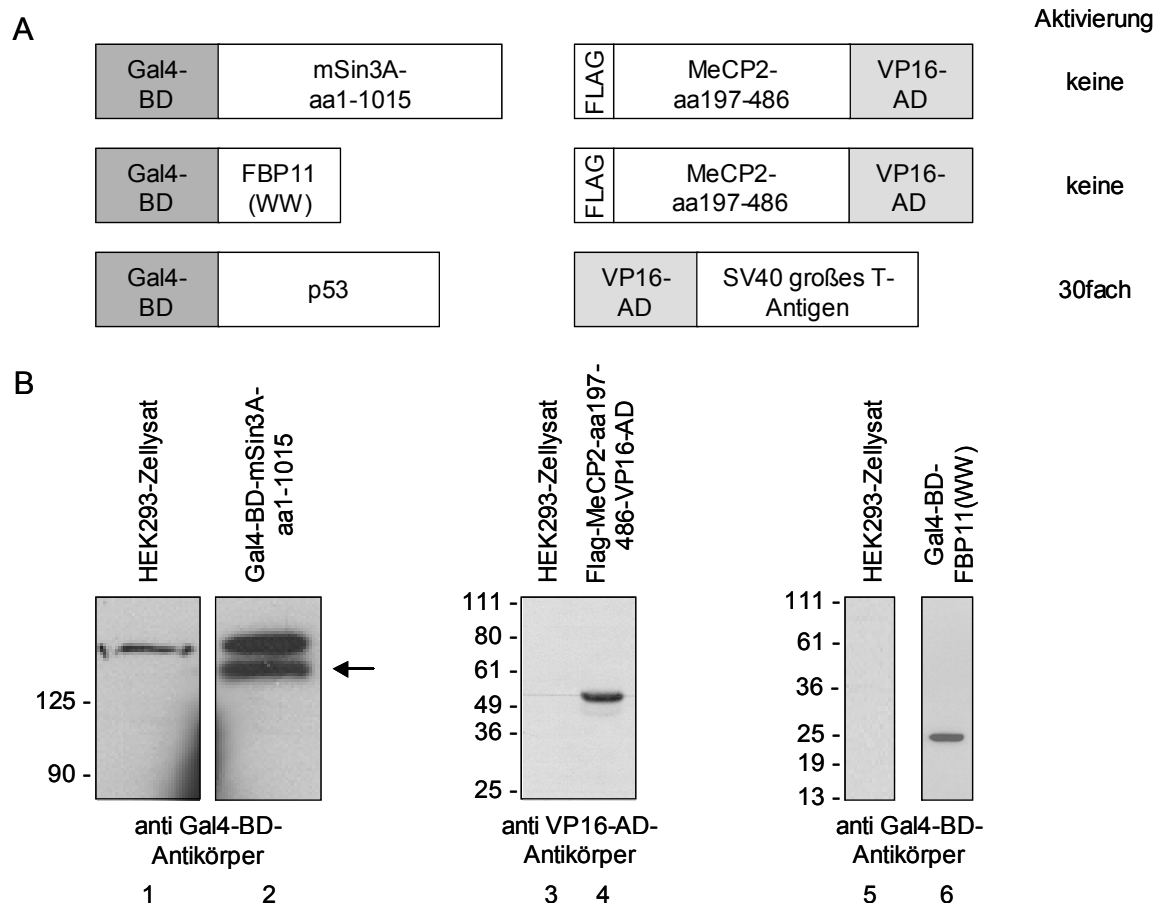 A
Aktivierung
Gal4-
BD
mSin3A-
aa1-1015
FLAG
MeCP2-
aa197-486
VP16-
AD
keine
Gal4-
BD
FBP11
(WW)
FLAG
MeCP2-
aa197-486
VP16-
AD
keine
Gal4-
BD
p53
VP16-
AD
SV40 großes T-
Antigen
30fach
B
HEK293-Zellysat
Gal4-BD-mSin3A-
aa1-1015
125 -
90 -
anti Gal4-BD-
Antikörper
1
2
HEK293-Zellysat
Flag-MeCP2-aa197-
486-VP16-AD
111 -
80 -
61 -
49 -
36 -
25 -
anti VP16-AD-
Antikörper
3
4
HEK293-Zellysat
Gal4-BD-
FBP11(WW)
111 -
61 -
36 -
25 -
19 -
13 -
anti Gal4-BD-
Antikörper
5
6